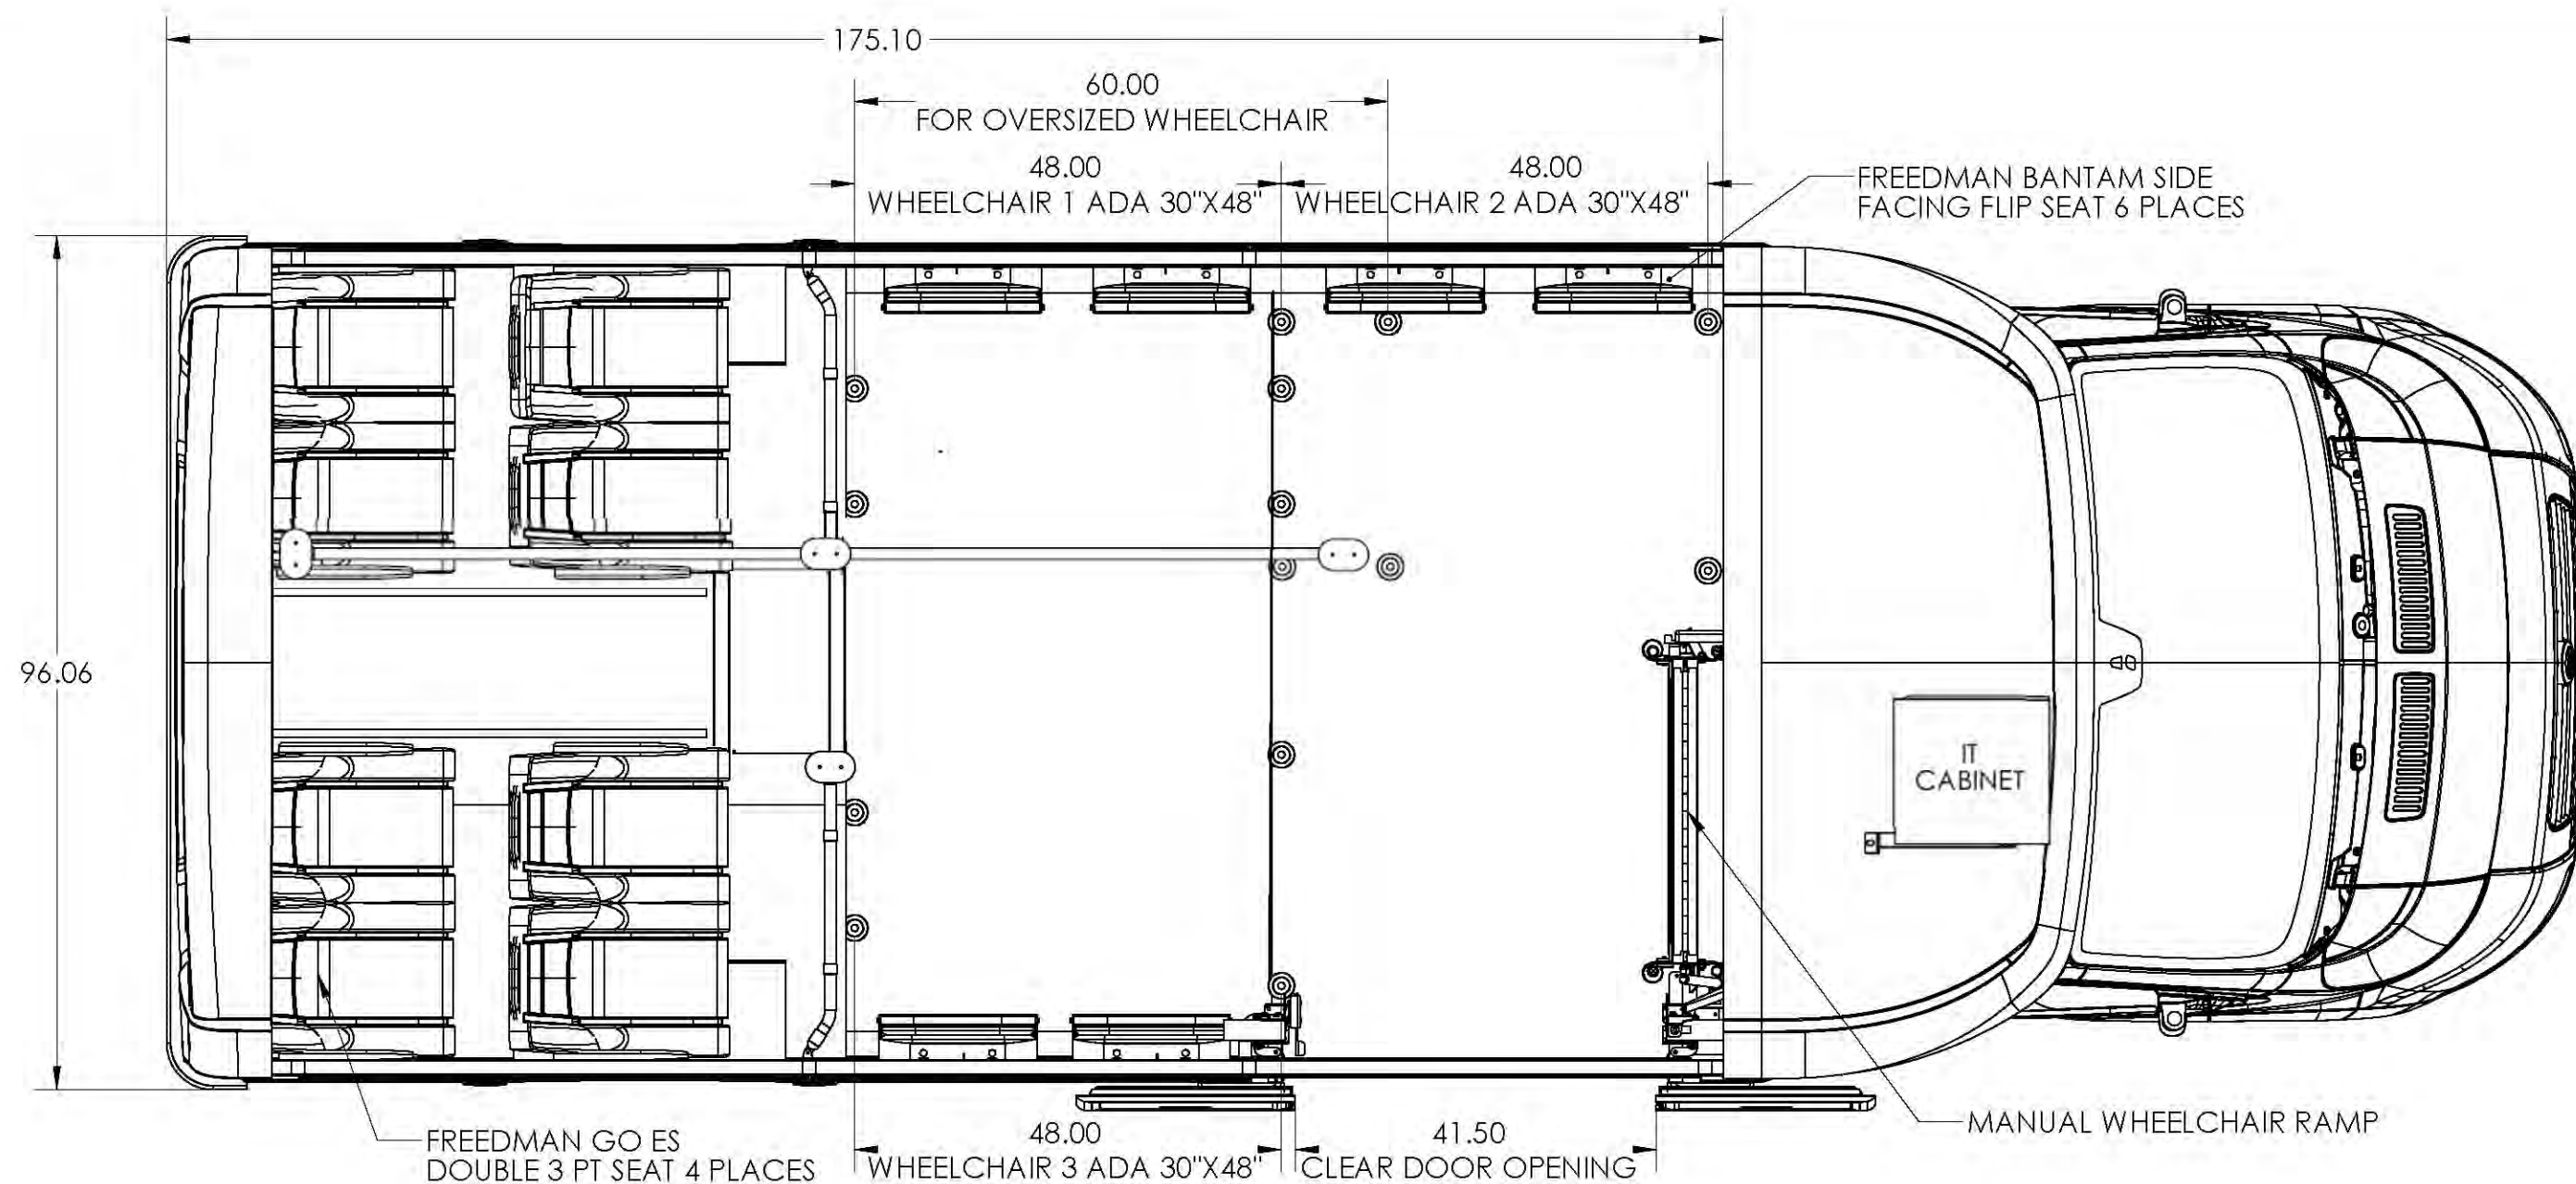 175.10
60.00
FOR OVERSIZED WHEELCHAIR
48.00
WHEELCHAIR 1 ADA 30"X48"
48.00
WHEELCHAIR 2 ADA 30"X48"
FREEDMAN BANTAM SIDE
FACING FLIP SEAT 6 PLACES
96.06
IT
CABINET
FREEDMAN GO ES
DOUBLE 3 PT SEAT 4 PLACES
48.00
WHEELCHAIR 3 ADA 30"X48"
41.50
CLEAR DOOR OPENING
MANUAL WHEELCHAIR RAMP